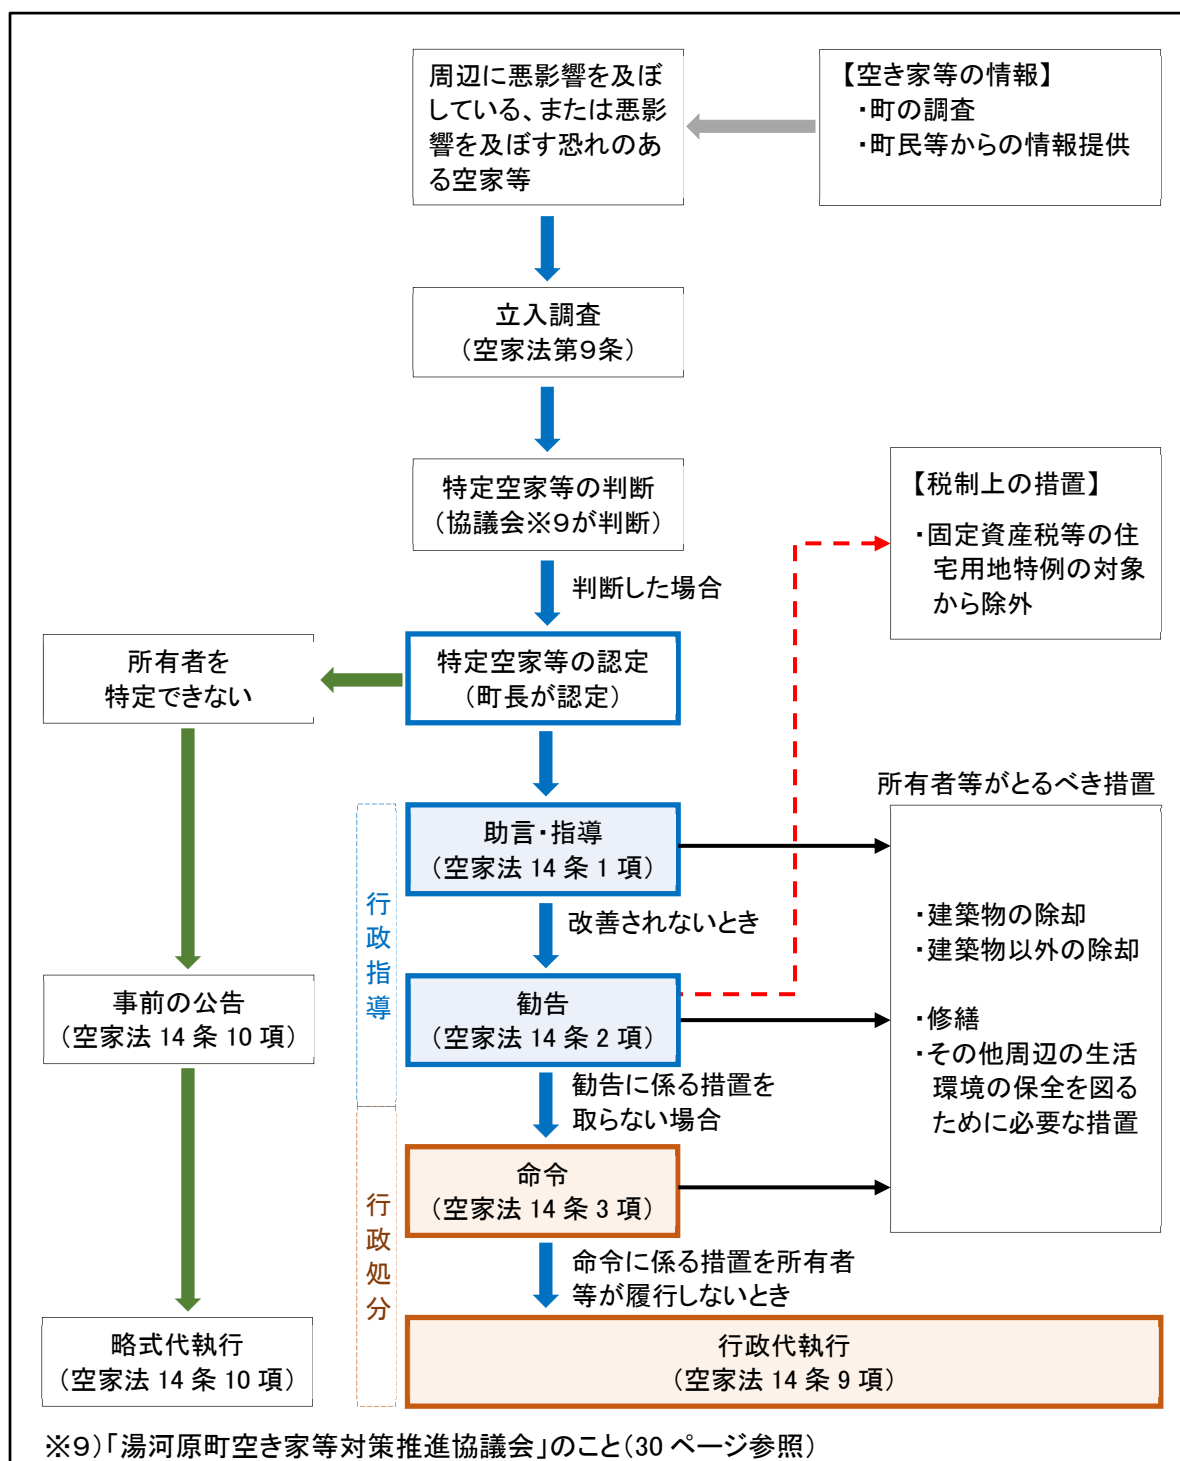 周辺に悪影響を及ぼ
している、または悪影
響を及ぼす恐れのあ
る空家等
【空き家等の情報】
・町の調査
・町民等からの情報提供
立入調査
（空家法第９条）
特定空家等の判断
（協議会※９が判断）
【税制上の措置】
・固定資産税等の住
宅用地特例の対象
から除外
判断した場合
所有者を
特定できない
特定空家等の認定
（町長が認定）
所有者等がとるべき措置
行政指導
助言・指導
（空家法 14 条 1 項）
・建築物の除却
・建築物以外の除却
・修繕
・その他周辺の生活
環境の保全を図る
ために必要な措置
改善されないとき
事前の公告
（空家法 14 条 10 項）
勧告
（空家法 14 条 2 項）
勧告に係る措置を
取らない場合
行政処分
命令
（空家法 14 条 3 項）
命令に係る措置を所有者
等が履行しないとき
略式代執行
（空家法 14 条 10 項）
行政代執行
（空家法 14 条 9 項）
※９）「湯河原町空き家等対策推進協議会」のこと（30 ページ参照）